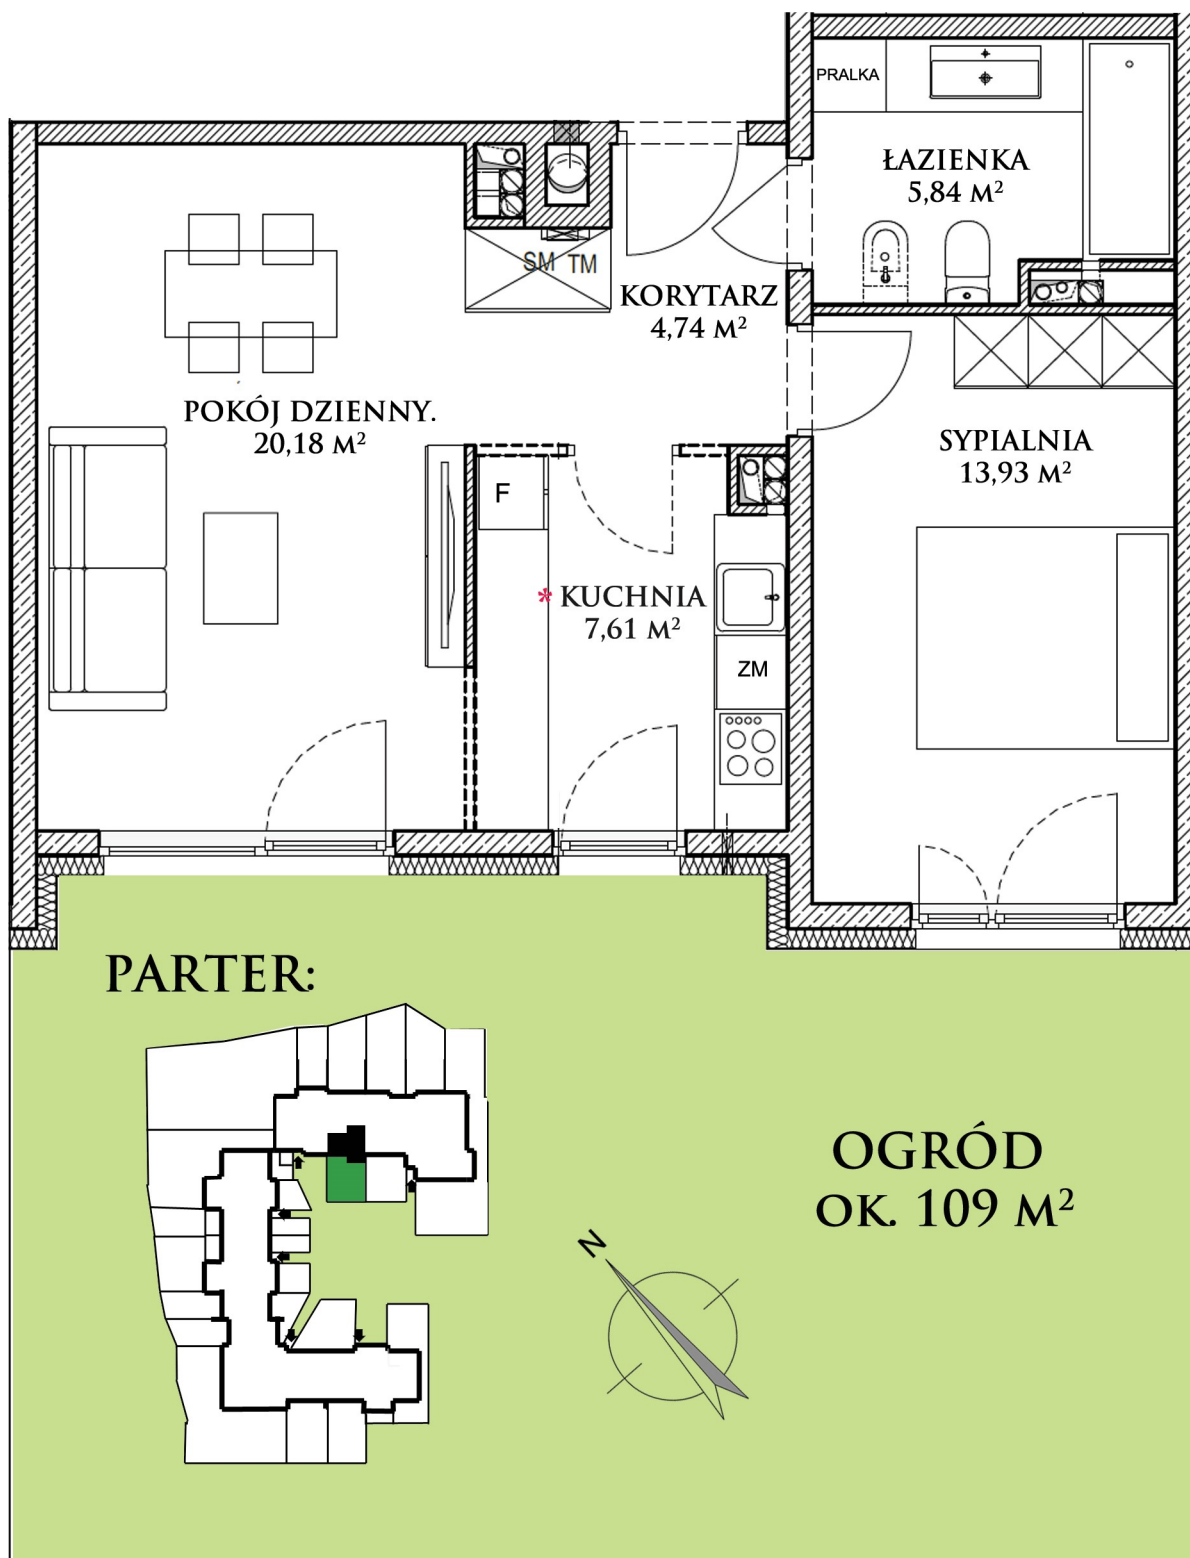 PRALKA
ŁAZIENKA
5,84 M²
SM TM
KORYTARZ
4,74 M²
POKÓJ DZIENNY.
20,18 M²
SYPIALNIA
13,93 M²
F
* KUCHNIA
7,61 M²
ZM
PARTER:
OGRÓD
OK. 109 M²
N